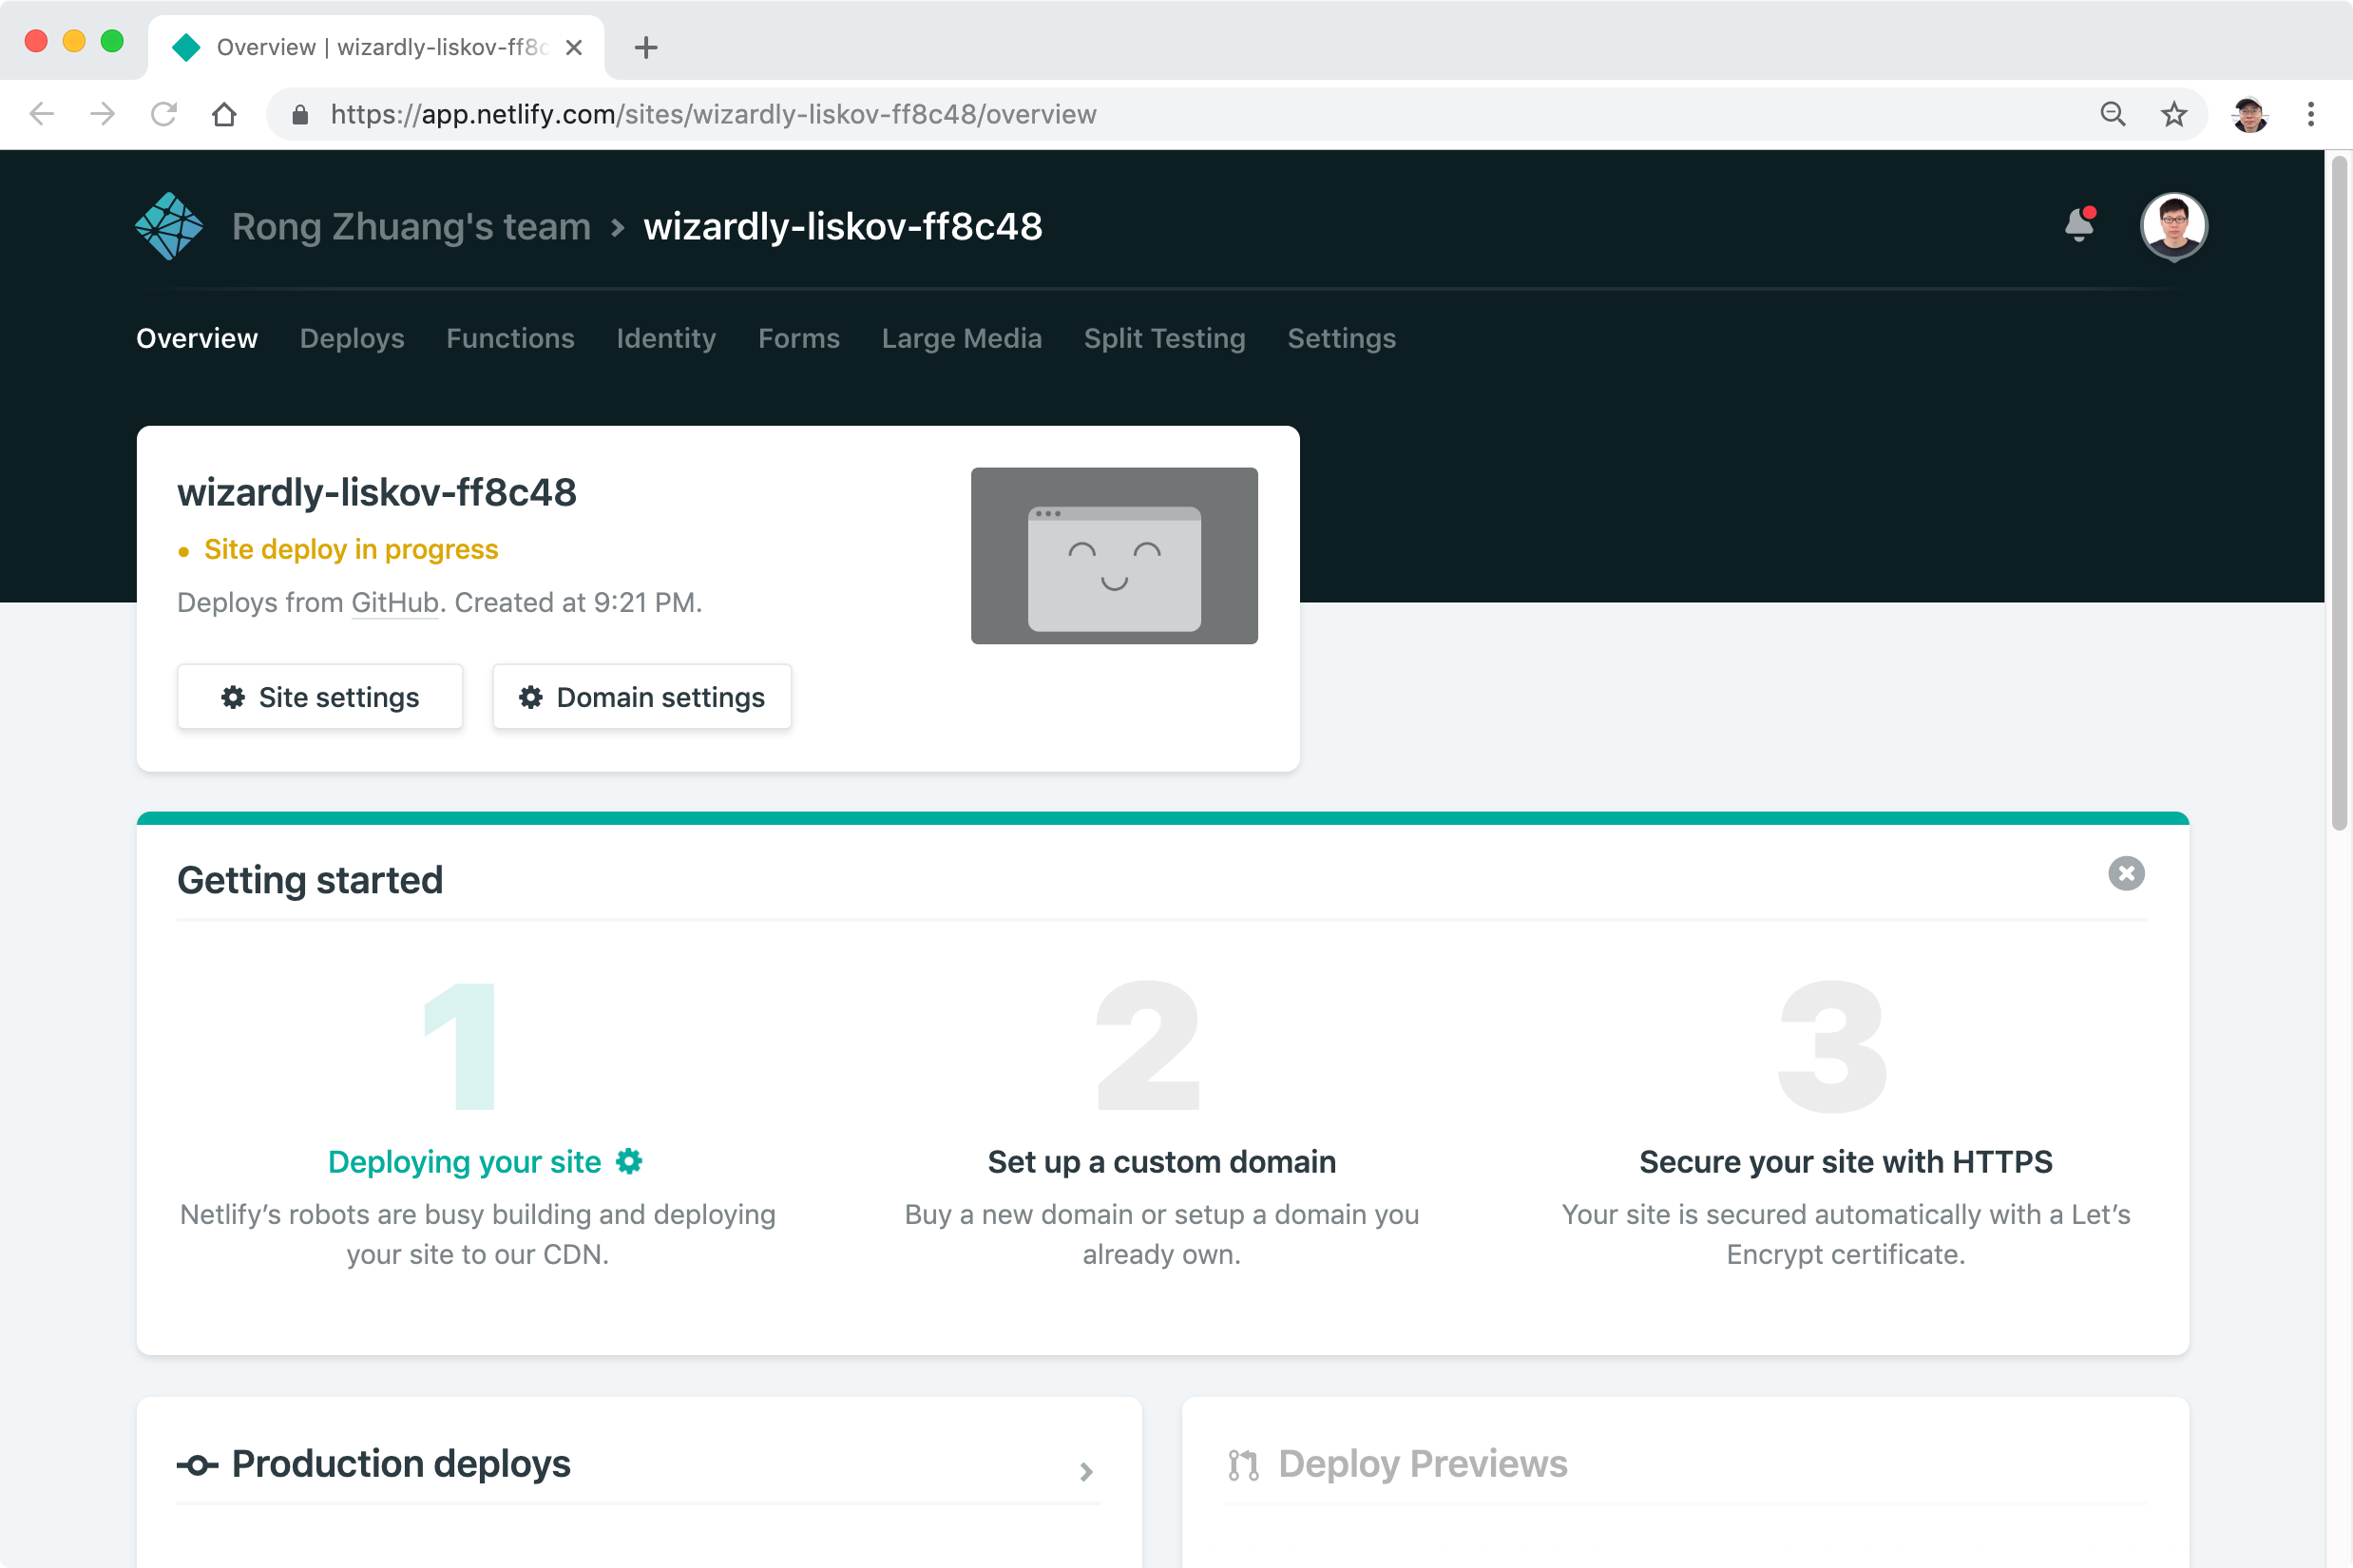 Overview | wizardly-liskov-ff8c
https://app.netlify.com/sites/wizardly-liskov-ff8c48/overview
Rong Zhuang's team > wizardly-liskov-ff8c48
Overview Deploys Functions Identity Forms Large Media Split Testing Settings
wizardly-liskov-ff8c48
Site deploy in progress
Deploys from GitHub. Created at 9:21 PM.
Site settings Domain settings
Getting started
1
Deploying your site
Netlify’s robots are busy building and deploying
your site to our CDN.
2
Set up a custom domain
Buy a new domain or setup a domain you
already own.
3
Secure your site with HTTPS
Your site is secured automatically with a Let’s
Encrypt certificate.
Production deploys
Deploy Previews